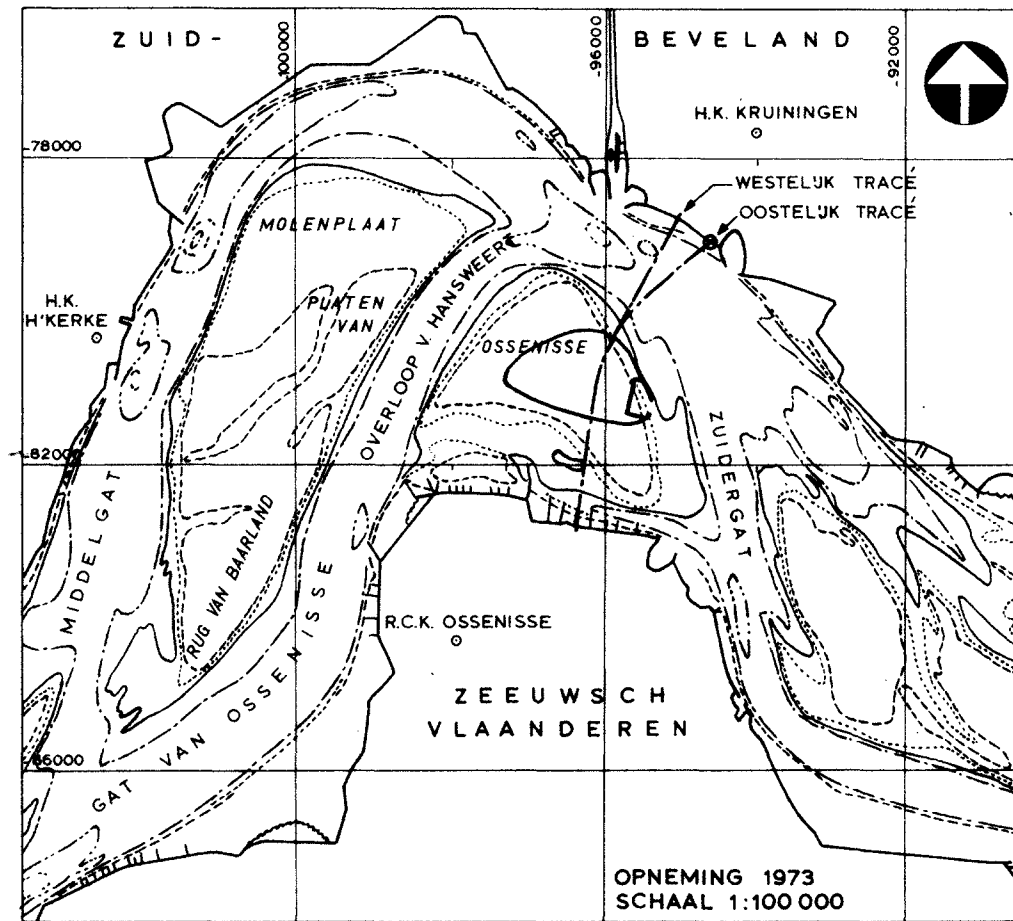 ZUID-
BEVELAND
-100000
-96000
-92000
H.K. KRUININGEN
-78000
WESTELIJK TRACÉ
OOSTELIJK TRACÉ
MOLENPLAAT
H.K.
H'KERKE
PLATEN
VAN
OSSENISSE
OVERLOOP V. HANSWEERT
ZUIDERGAT
-82000
MIDDELGAT
RUG VAN BAARLAND
GAT VAN OSSENISSE
R.C.K. OSSENISSE
ZEEUWSCH
VLAANDEREN
-86000
OPNEMING 1973
SCHAAL 1:100 000